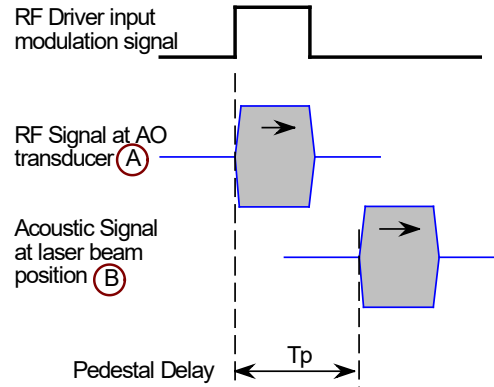 RF Driver input
modulation signal
RF Signal at AO
transducer A
Acoustic Signal
at laser beam
position B
Tp
Pedestal Delay